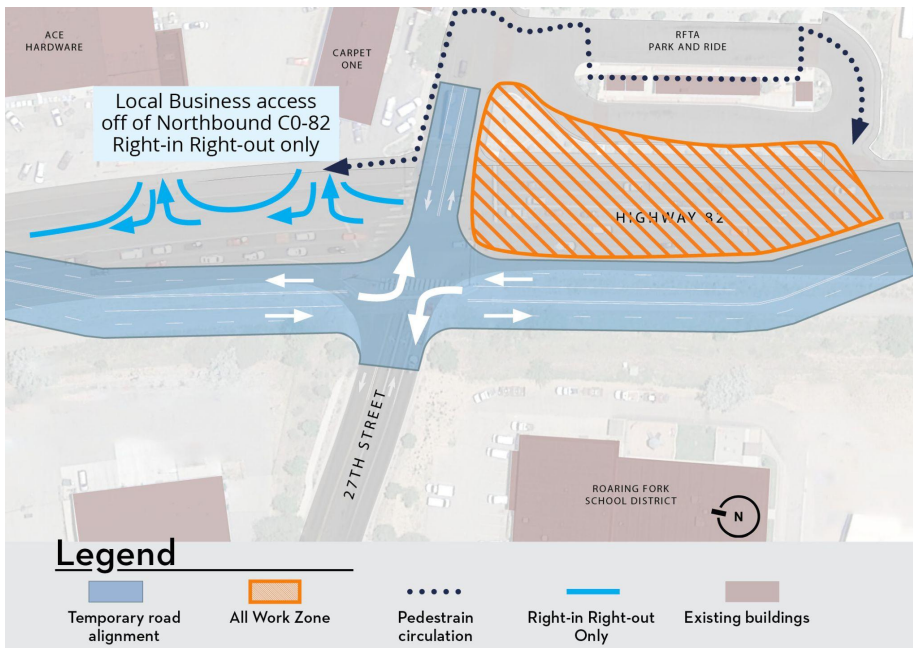 ACE
HARDWARE
CARPET
ONE
RFTA
PARK AND RIDE
Local Business access
off of Northbound C0-82
Right-in Right-out only
HIGHWAY 82
27TH STREET
ROARING FORK
SCHOOL DISTRICT
N
Legend
Temporary road
alignment
All Work Zone
Pedestrain
circulation
Right-in Right-out
Only
Existing buildings